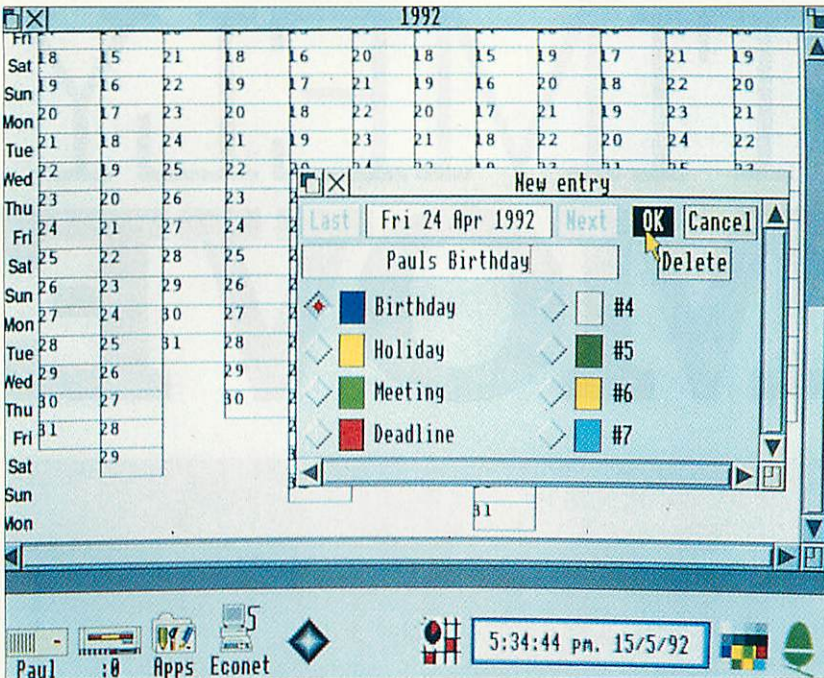 1992
Fri
Sat 18 15 21 18 16 20 18 15 19 17 21 19
Sun 19 16 22 19 17 21 19 16 20 18 22 20
Mon 20 17 23 20 18 22 20 17 21 19 23 21
Tue 21 18 24 21 19 23 21 18 22 20 24 22
Wed 22 19 25 22
Thu 23 20 26 23
Fri 24 21 27 24
Sat 25 22 28 25
Sun 26 23 29 26
Mon 27 24 30 27
Tue 28 25 31 28
Wed 29 26 29
Thu 30 27 30
Fri 31 28
Sat 29
Sun
Mon 31
New entry
Last Fri 24 Apr 1992 Next OK Cancel
Pauls Birthday Delete
Birthday #4
Holiday #5
Meeting #6
Deadline #7
5:34:44 pm. 15/5/92
Paul :0 Apps Econet